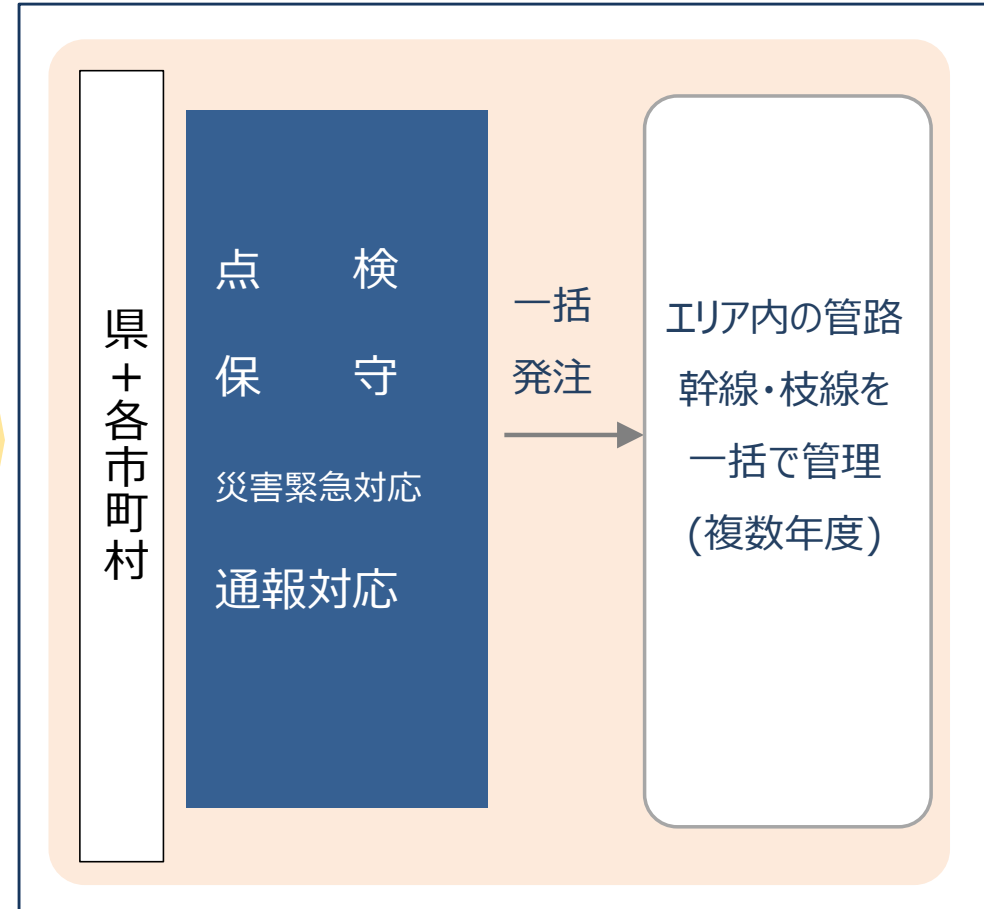 県+各市町村
点　　検
保　　守
災害緊急対応
通報対応
一括
発注
エリア内の管路
幹線・枝線を
一括で管理
(複数年度)